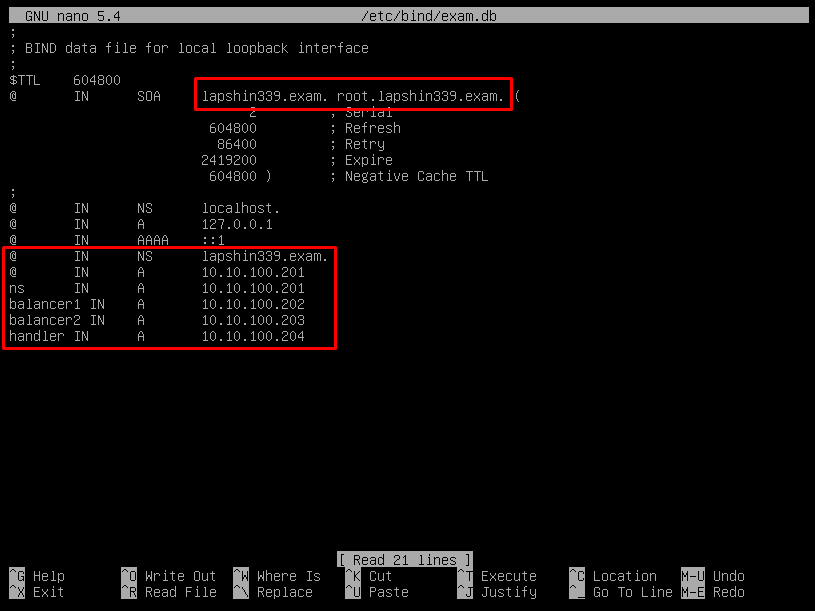 GNU nano 5.4 /etc/bind/exam.db
;
; BIND data file for local loopback interface
;
$TTL 604800
@ IN SOA lapshin339.exam. root.lapshin339.exam. (
2 ; Serial
604800 ; Refresh
86400 ; Retry
2419200 ; Expire
604800 ) ; Negative Cache TTL
;
@ IN NS localhost.
@ IN A 127.0.0.1
@ IN AAAA ::1
@ IN NS lapshin339.exam.
@ IN A 10.10.100.201
ns IN A 10.10.100.201
balancer1 IN A 10.10.100.202
balancer2 IN A 10.10.100.203
handler IN A 10.10.100.204
[ Read 21 lines ]
^G Help ^O Write Out ^W Where Is ^K Cut ^T Execute ^C Location M-U Undo
^X Exit ^R Read File ^\ Replace ^U Paste ^J Justify ^_ Go To Line M-E Redo